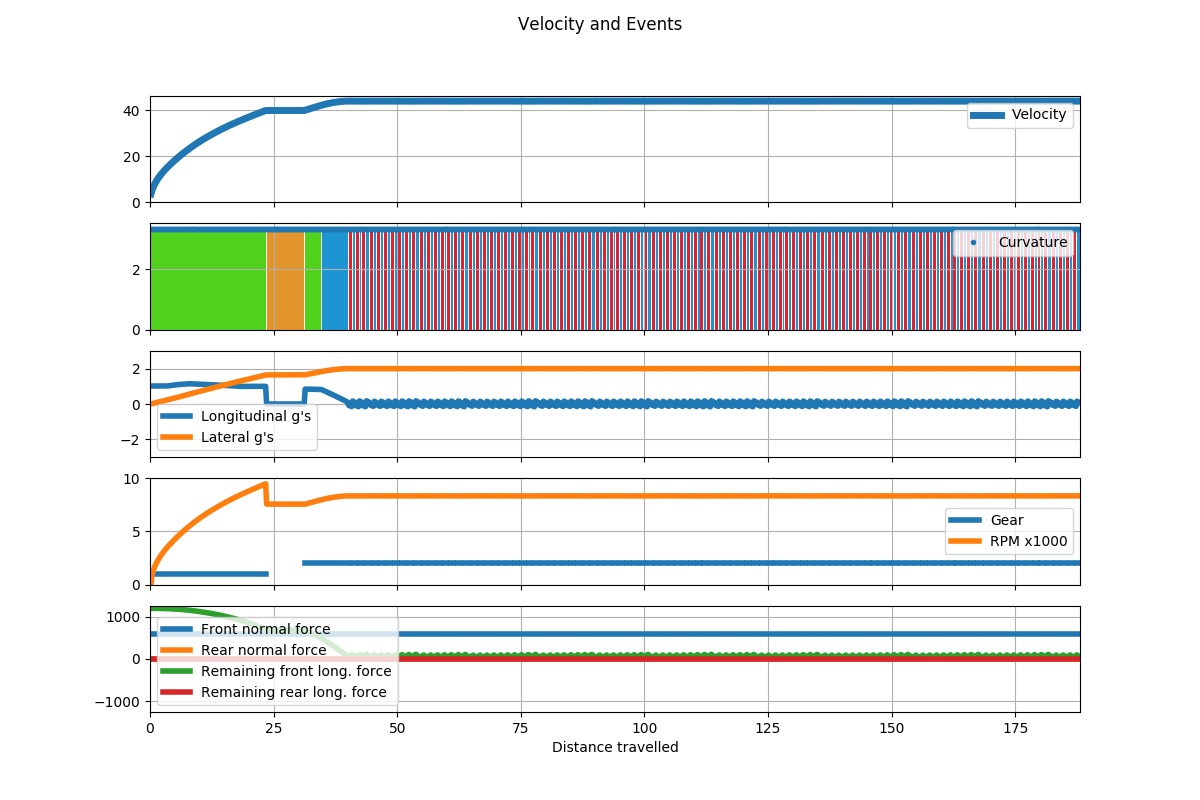 Velocity and Events
40
20
0
Velocity
2
0
Curvature
2
0
−2
Longitudinal g's
Lateral g's
10
5
0
Gear
RPM x1000
1000
0
−1000
Front normal force
Rear normal force
Remaining front long. force
Remaining rear long. force
0 25 50 75 100 125 150 175
Distance travelled